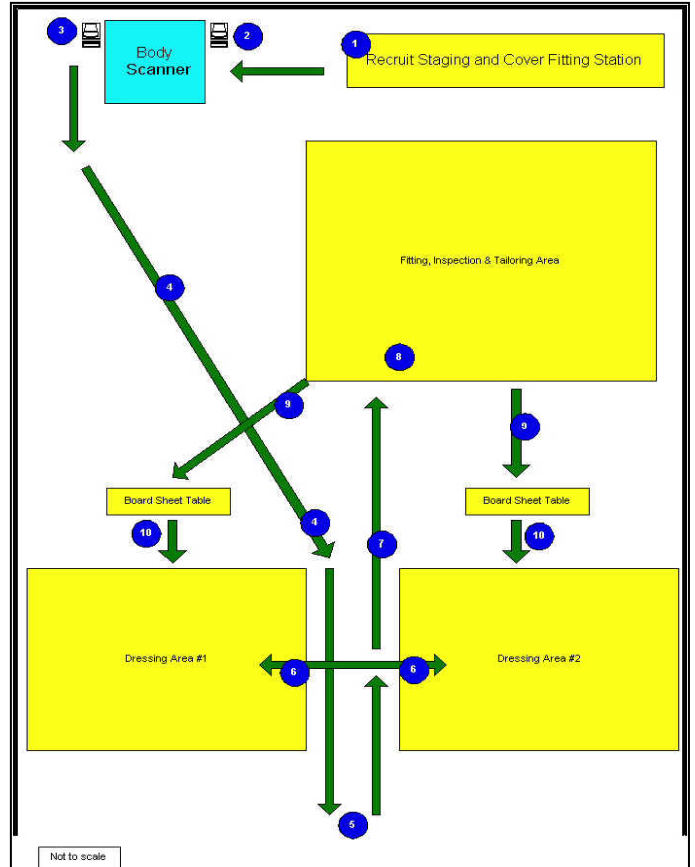 3
2
1
Body
Scanner
Recruit Staging and Cover Fitting Station
Fitting, Inspection & Tailoring Area
4
8
9
9
Board Sheet Table
Board Sheet Table
4
10
7
10
Dressing Area #1
Dressing Area #2
6
6
5
Not to scale